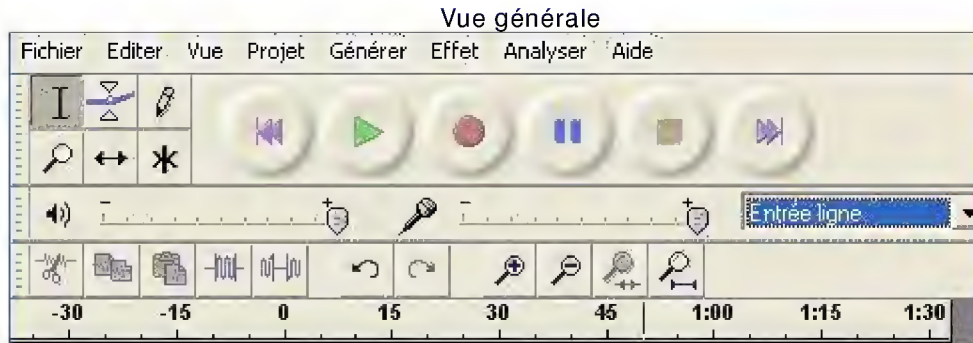 Vue générale
Fichier Editer Vue Projet Générer Effet Analyser Aide
- + - + Entrée ligne
-30 -15 0 15 30 45 1:00 1:15 1:30